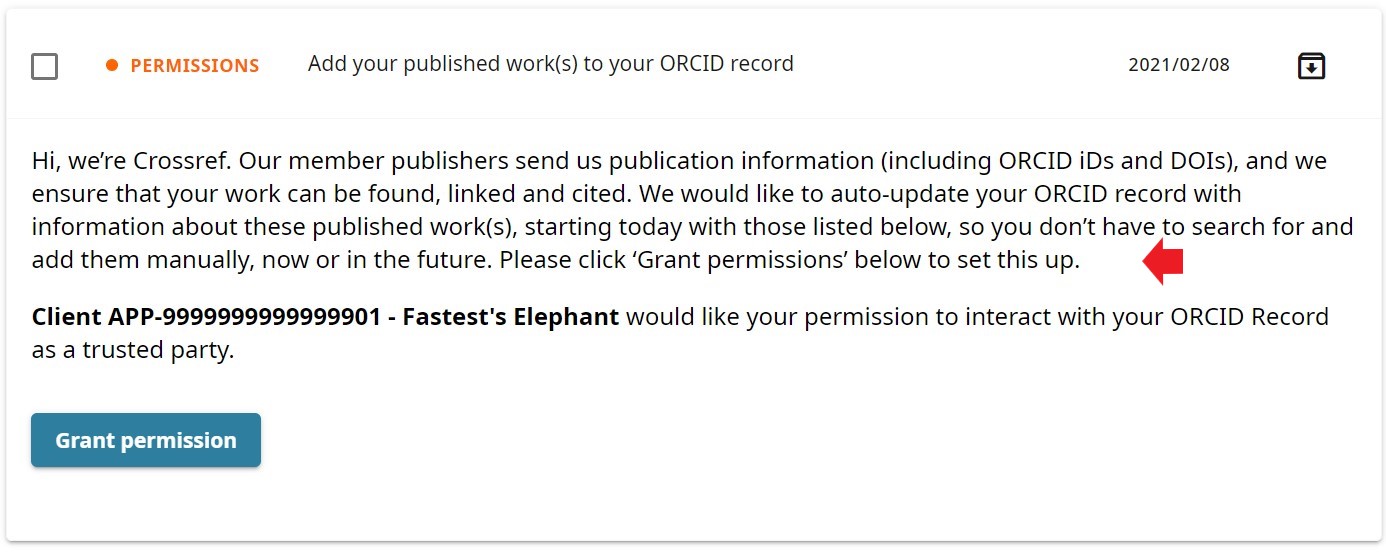 PERMISSIONS Add your published work(s) to your ORCID record 2021/02/08
Hi, we’re Crossref. Our member publishers send us publication information (including ORCID iDs and DOIs), and we
ensure that your work can be found, linked and cited. We would like to auto-update your ORCID record with
information about these published work(s), starting today with those listed below, so you don’t have to search for and
add them manually, now or in the future. Please click ‘Grant permissions’ below to set this up.
Client APP-9999999999999901 - Fastest's Elephant would like your permission to interact with your ORCID Record
as a trusted party.
Grant permission